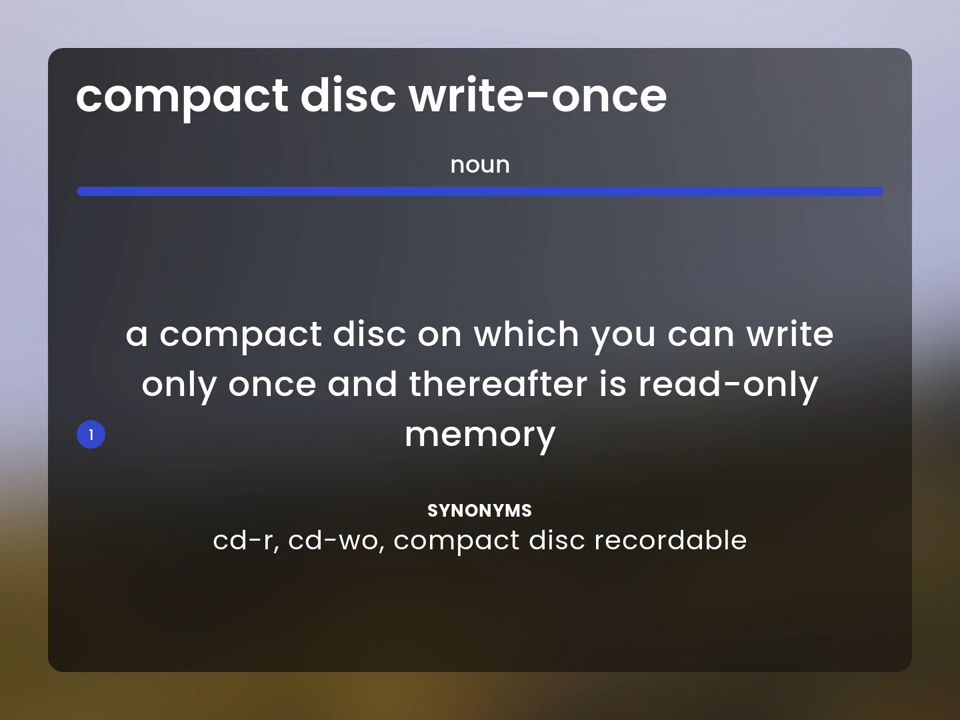 compact disc write-once
noun
a compact disc on which you can write
only once and thereafter is read-only
memory
1
SYNONYMS
cd-r, cd-wo, compact disc recordable